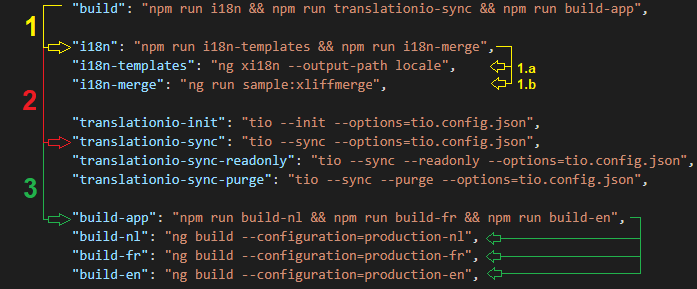 "build": "npm run i18n && npm run translationio-sync && npm run build-app",
1
"i18n": "npm run i18n-templates && npm run i18n-merge",
"i18n-templates": "ng xi18n --output-path locale",
1.a
"i18n-merge": "ng run sample:xliffmerge",
1.b
2
"translationio-init": "tio --init --options=tio.config.json",
"translationio-sync": "tio --sync --options=tio.config.json",
"translationio-sync-readonly": "tio --sync --readonly --options=tio.config.json",
"translationio-sync-purge": "tio --sync --purge --options=tio.config.json",
3
"build-app": "npm run build-nl && npm run build-fr && npm run build-en",
"build-nl": "ng build --configuration=production-nl",
"build-fr": "ng build --configuration=production-fr",
"build-en": "ng build --configuration=production-en",